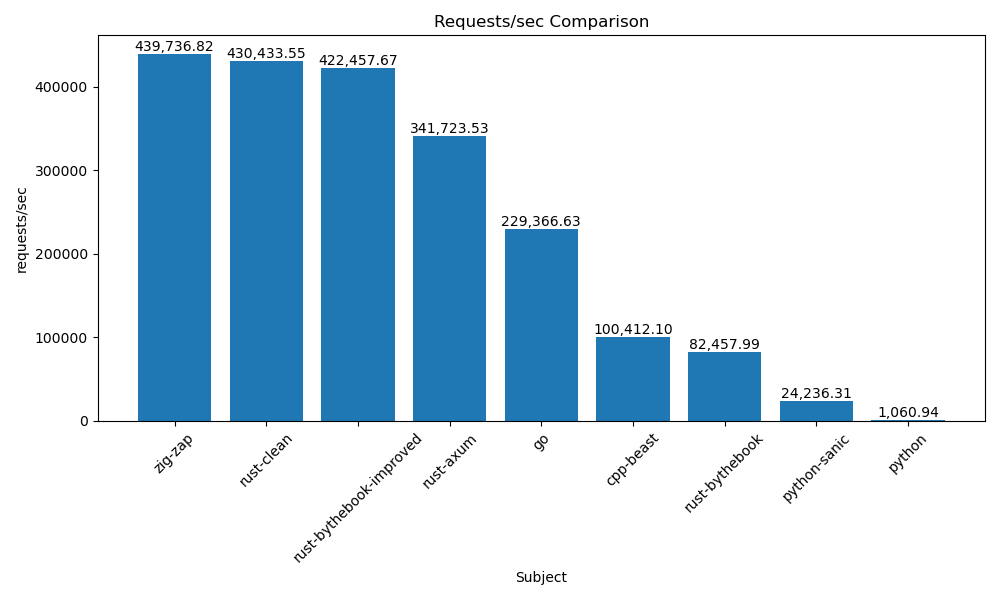 Requests/sec Comparison
439,736.82
430,433.55
422,457.67
341,723.53
229,366.63
100,412.10
82,457.99
24,236.31
1,060.94
requests/sec
400000
300000
200000
100000
0
zig-zap
rust-clean
rust-bythebook-improved
rust-axum
go
cpp-beast
rust-bythebook
python-sanic
python
Subject